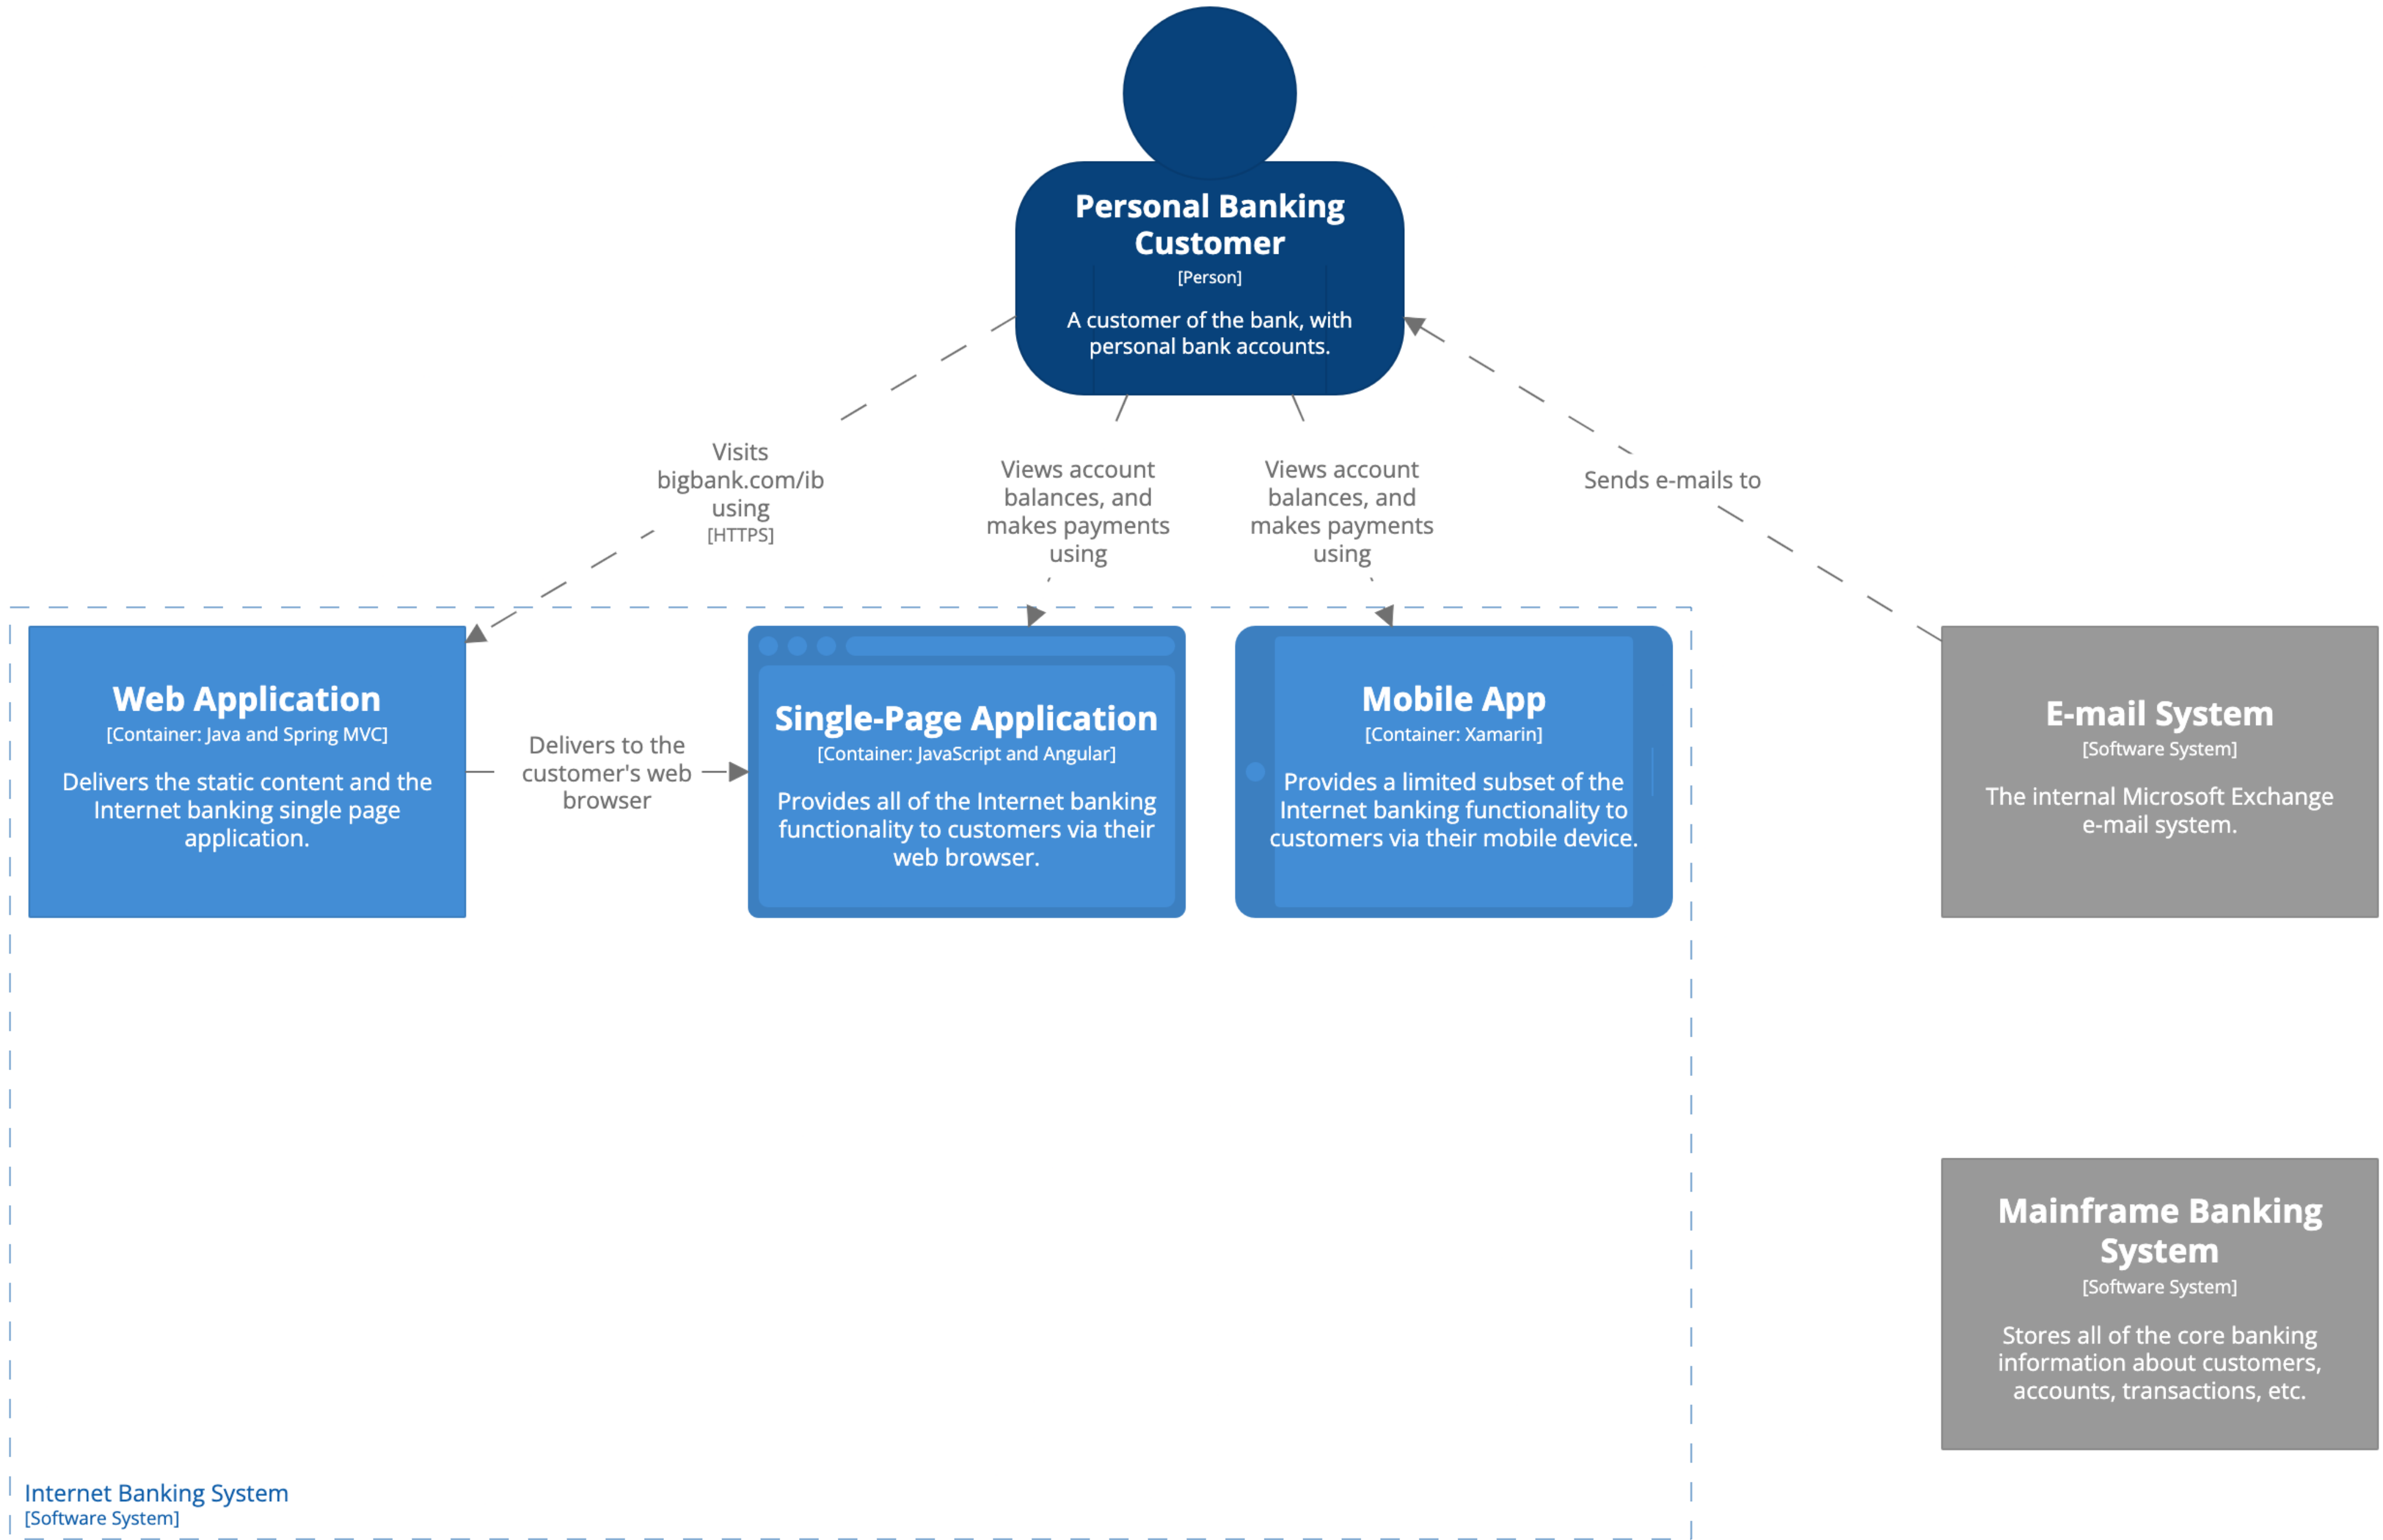 Personal Banking
Customer
[Person]
A customer of the bank, with
personal bank accounts.
Visits
bigbank.com/ib
using
[HTTPS]
Views account
balances, and
makes payments
using
Views account
balances, and
makes payments
using
Sends e-mails to
Web Application
[Container: Java and Spring MVC]
Delivers the static content and the
Internet banking single page
application.
Delivers to the
customer's web
browser
Single-Page Application
[Container: JavaScript and Angular]
Provides all of the Internet banking
functionality to customers via their
web browser.
Mobile App
[Container: Xamarin]
Provides a limited subset of the
Internet banking functionality to
customers via their mobile device.
E-mail System
[Software System]
The internal Microsoft Exchange
e-mail system.
Mainframe Banking
System
[Software System]
Stores all of the core banking
information about customers,
accounts, transactions, etc.
Internet Banking System
[Software System]